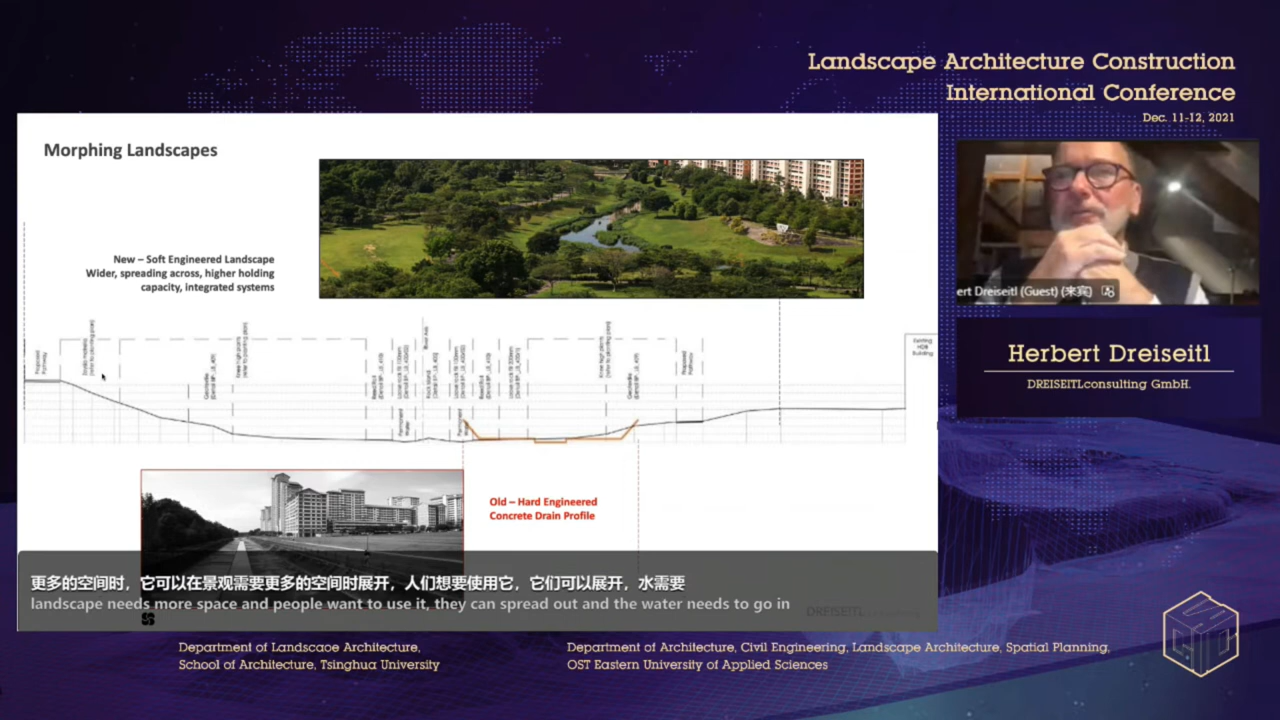 Landscape Architecture Construction
International Conference
Dec. 11-12, 2021
Morphing Landscapes
New – Soft Engineered Landscape
Wider, spreading across, higher holding
capacity, integrated systems
Proposed
Pathway
Existing
HDB
Building
Old – Hard Engineered
Concrete Drain Profile
ert Dreiseitl (Guest) (来宾)
Herbert Dreiseitl
DREISEITLconsulting GmbH.
更多的空间时，它可以在景观需要更多的空间时展开，人们想要使用它，它们可以展开，水需要
landscape needs more space and people want to use it, they can spread out and the water needs to go in
DREISEITL
Department of Landscaoe Architecture,
School of Architecture, Tsinghua University
Department of Architecture, Civil Engineering, Landscape Architecture, Spatial Planning,
OST Eastern University of Applied Sciences